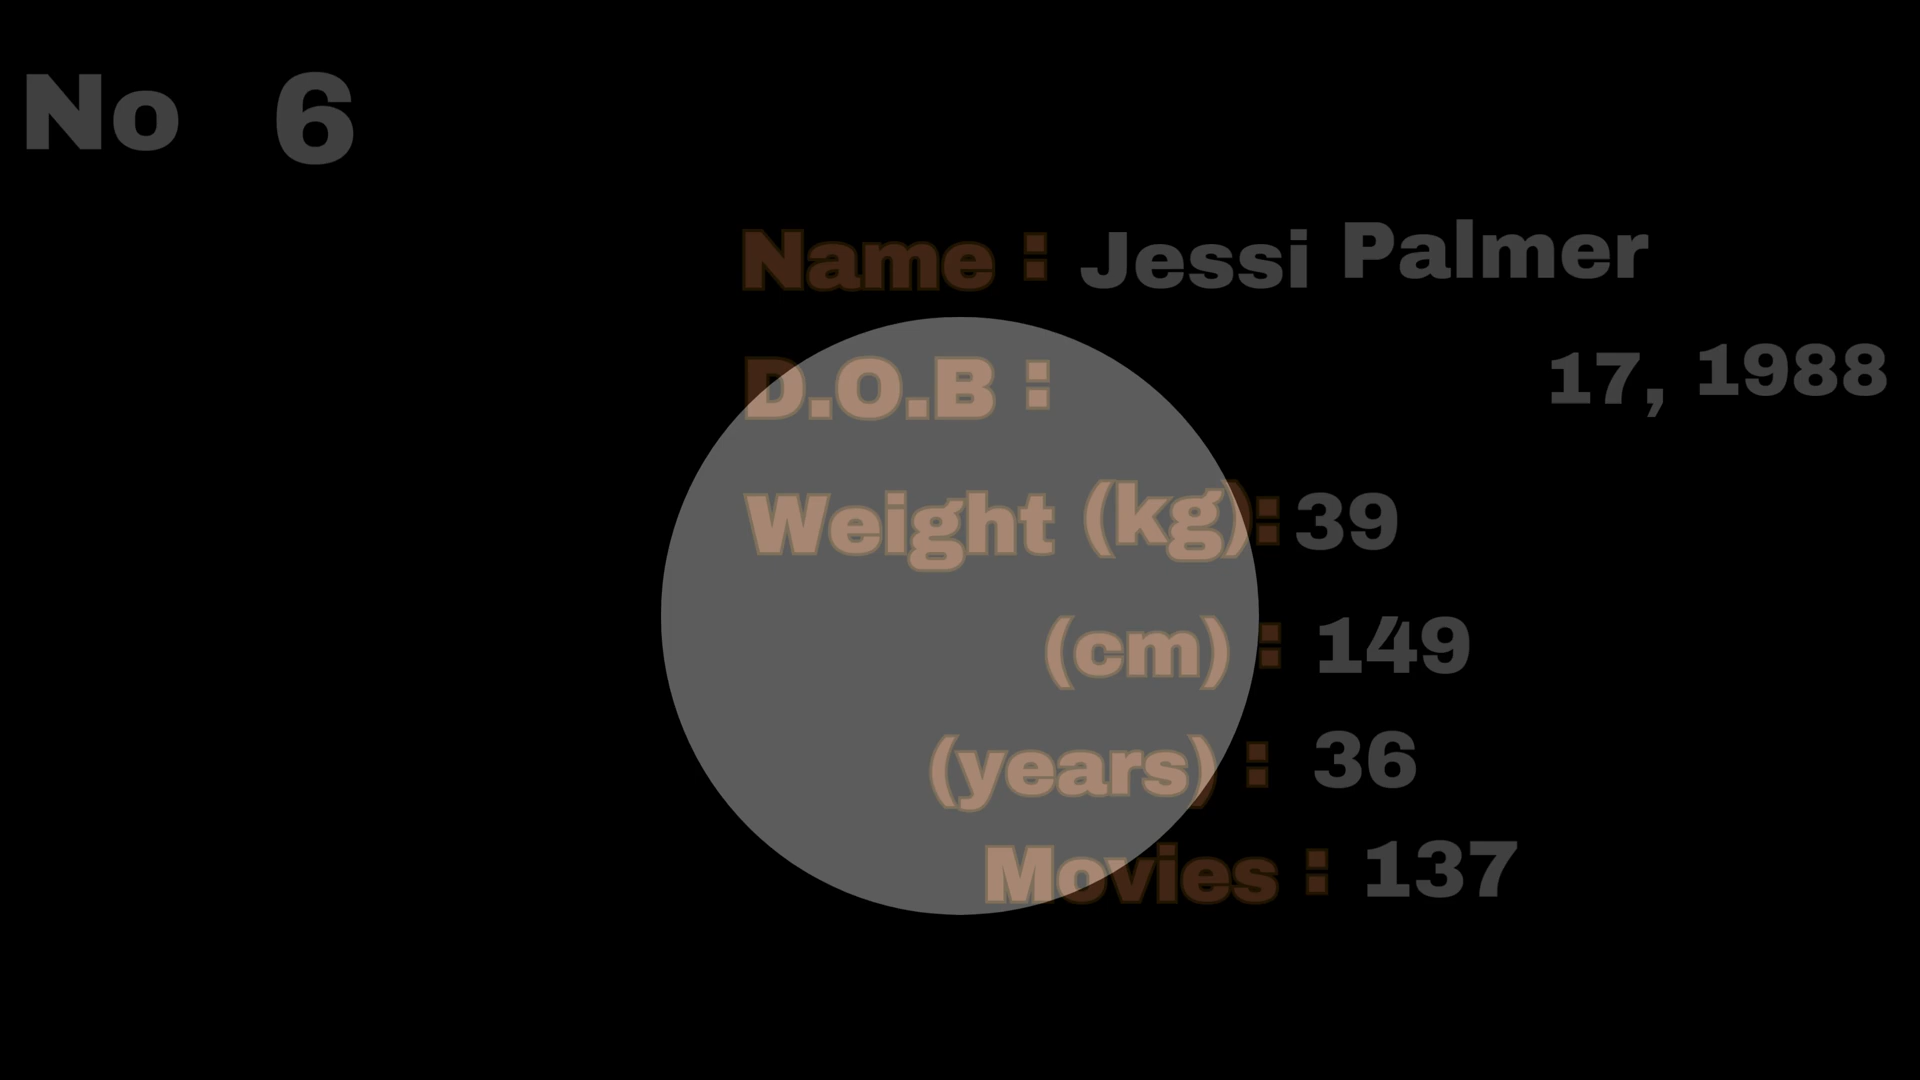 No 6
Name : Jessi Palmer
D.O.B : 17, 1988
Weight (kg): 39
(cm) : 149
(years) : 36
Movies : 137